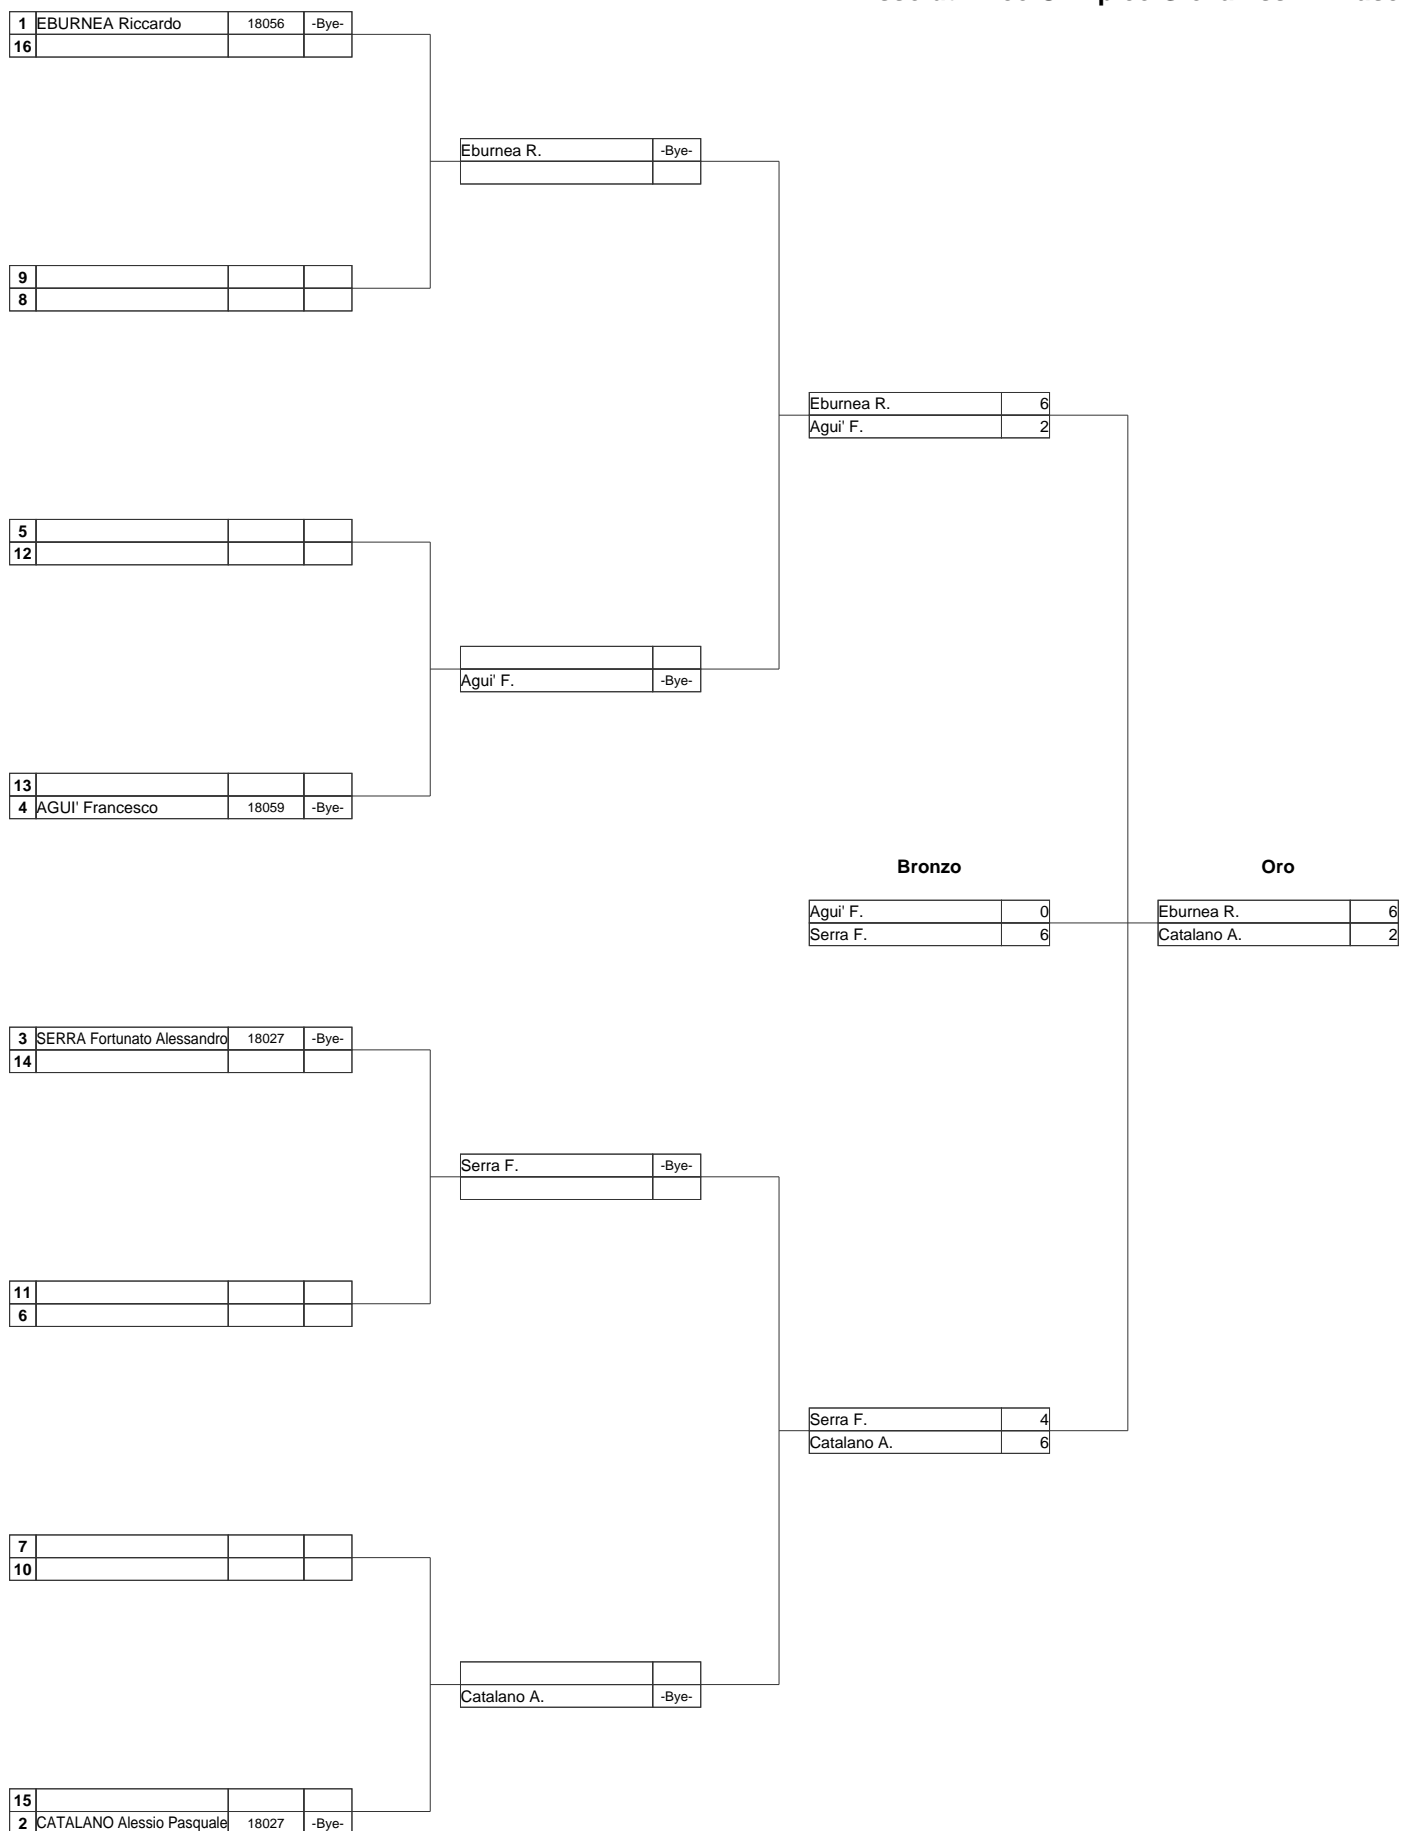 1 EBURNEA Riccardo 18056 -Bye-
16
Eburnea R. -Bye-
9
8
Eburnea R. 6
Agui' F. 2
5
12
Agui' F. -Bye-
13
4 AGUI' Francesco 18059 -Bye-
Bronzo Oro
Agui' F. 0 Eburnea R. 6
Serra F. 6 Catalano A. 2
3 SERRA Fortunato Alessandro 18027 -Bye-
14
Serra F. -Bye-
11
6
Serra F. 4
Catalano A. 6
7
10
Catalano A. -Bye-
15
2 CATALANO Alessio Pasquale 18027 -Bye-